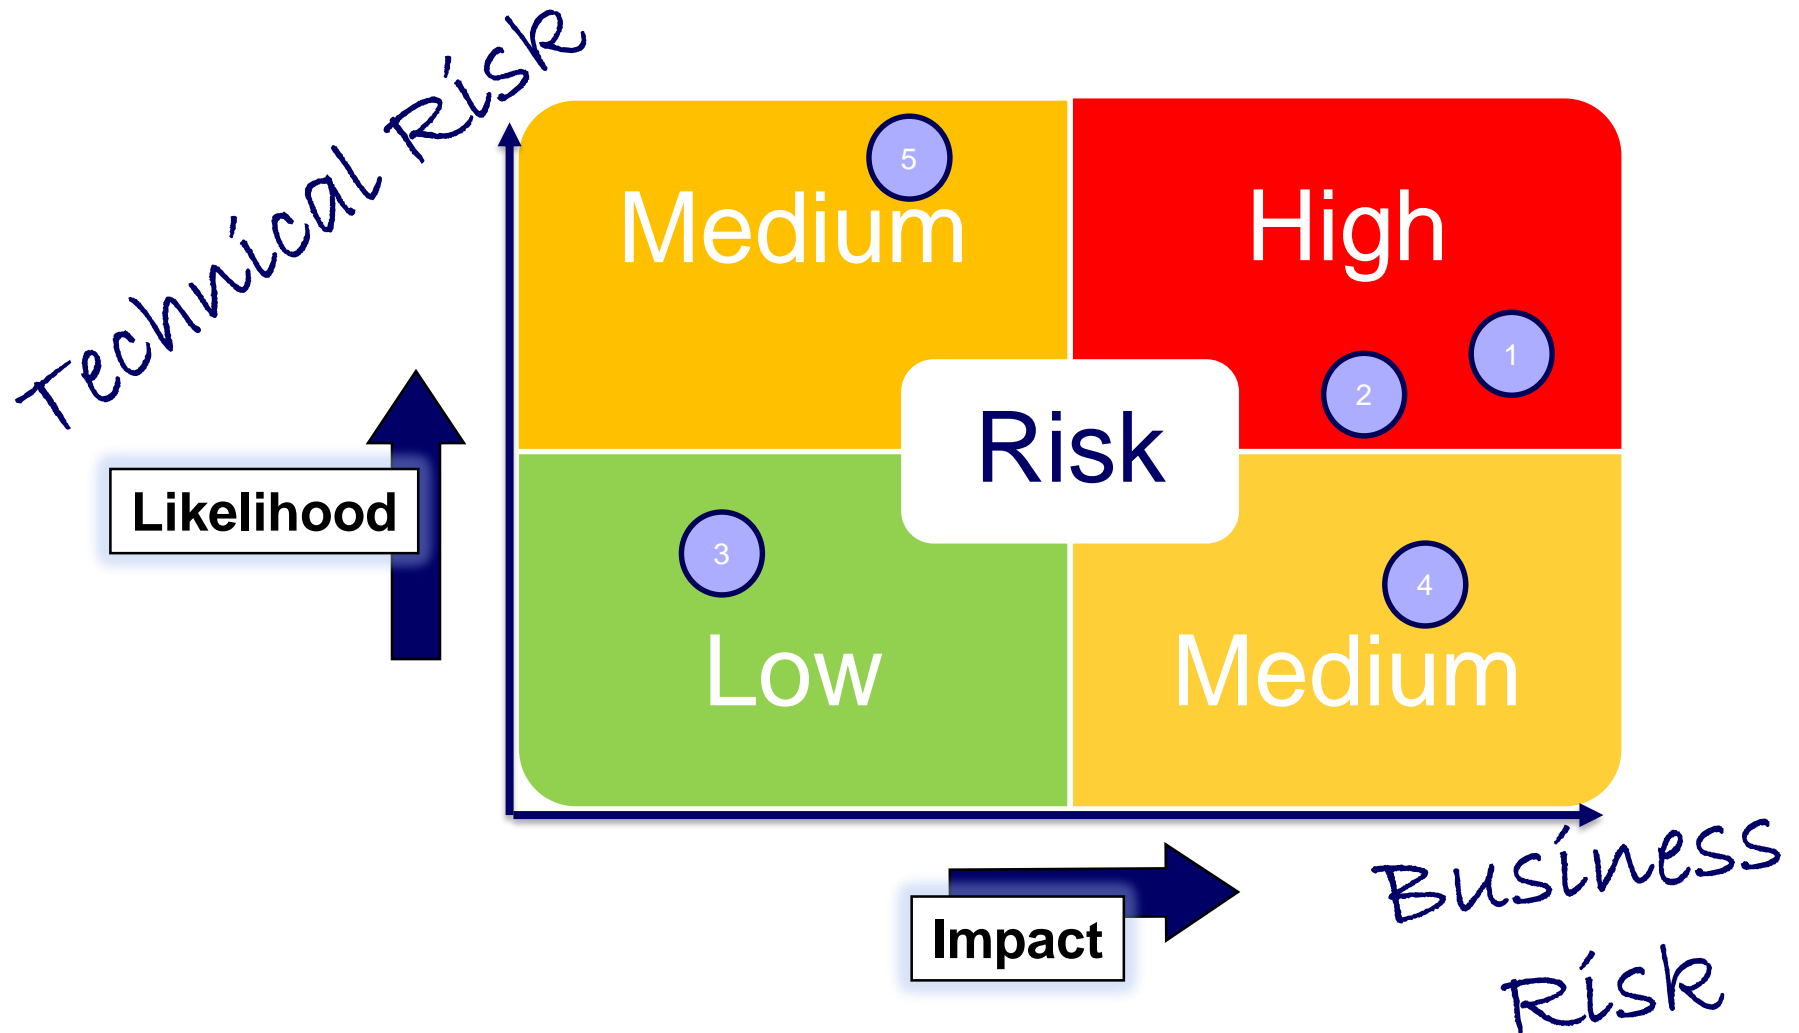 Technical Risk
5
Medium
High
1
2
Risk
Likelihood
3
4
Low
Medium
Impact
Business
Risk